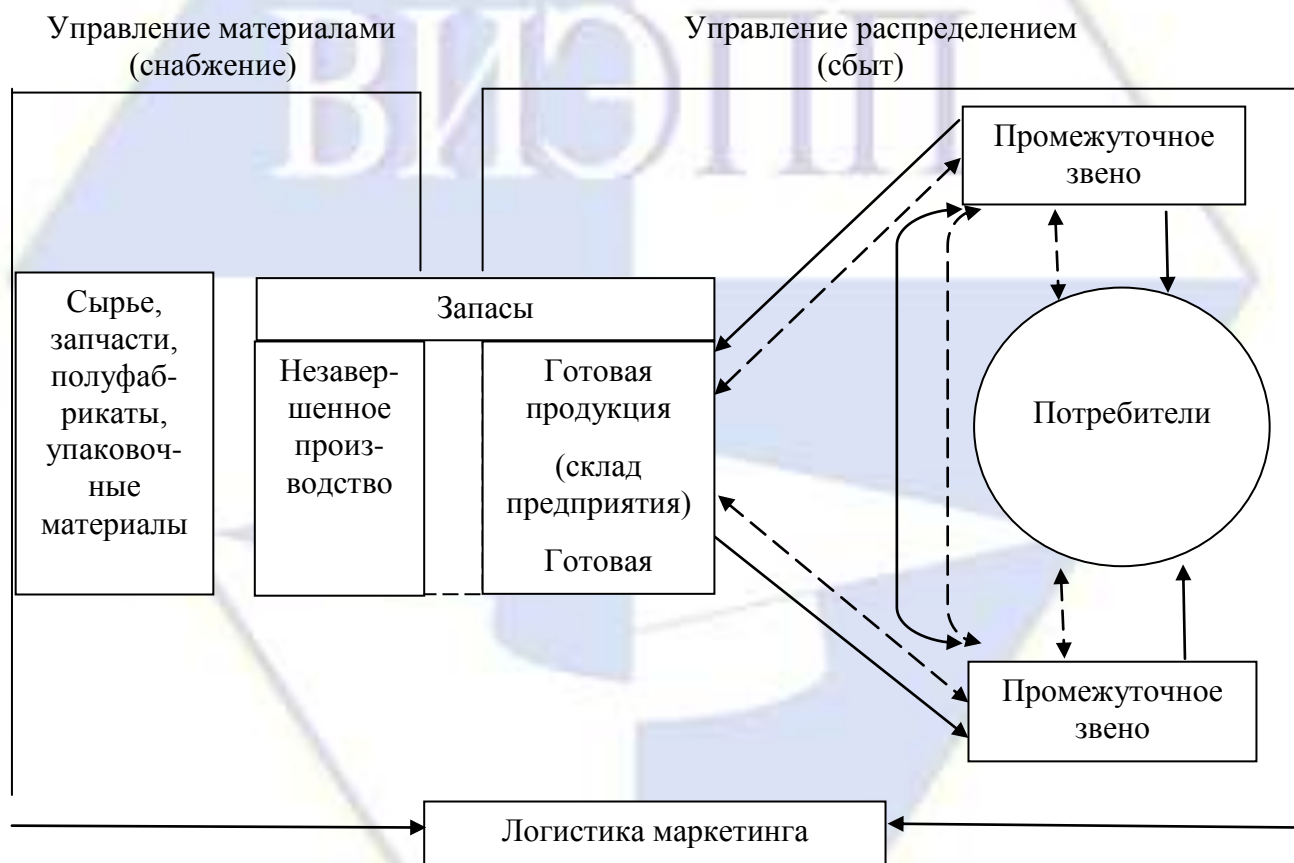 Управление материалами
(снабжение)
Управление распределением
(сбыт)
ВИЭПП
Промежуточное
звено
Сырье,
запчасти,
полуфаб-
рикаты,
упаковоч-
ные
материалы
Запасы
Незавер-
шенное
произ-
водство
Готовая
продукция
(склад
предприятия)
Готовая
Потребители
Промежуточное
звено
Логистика маркетинга